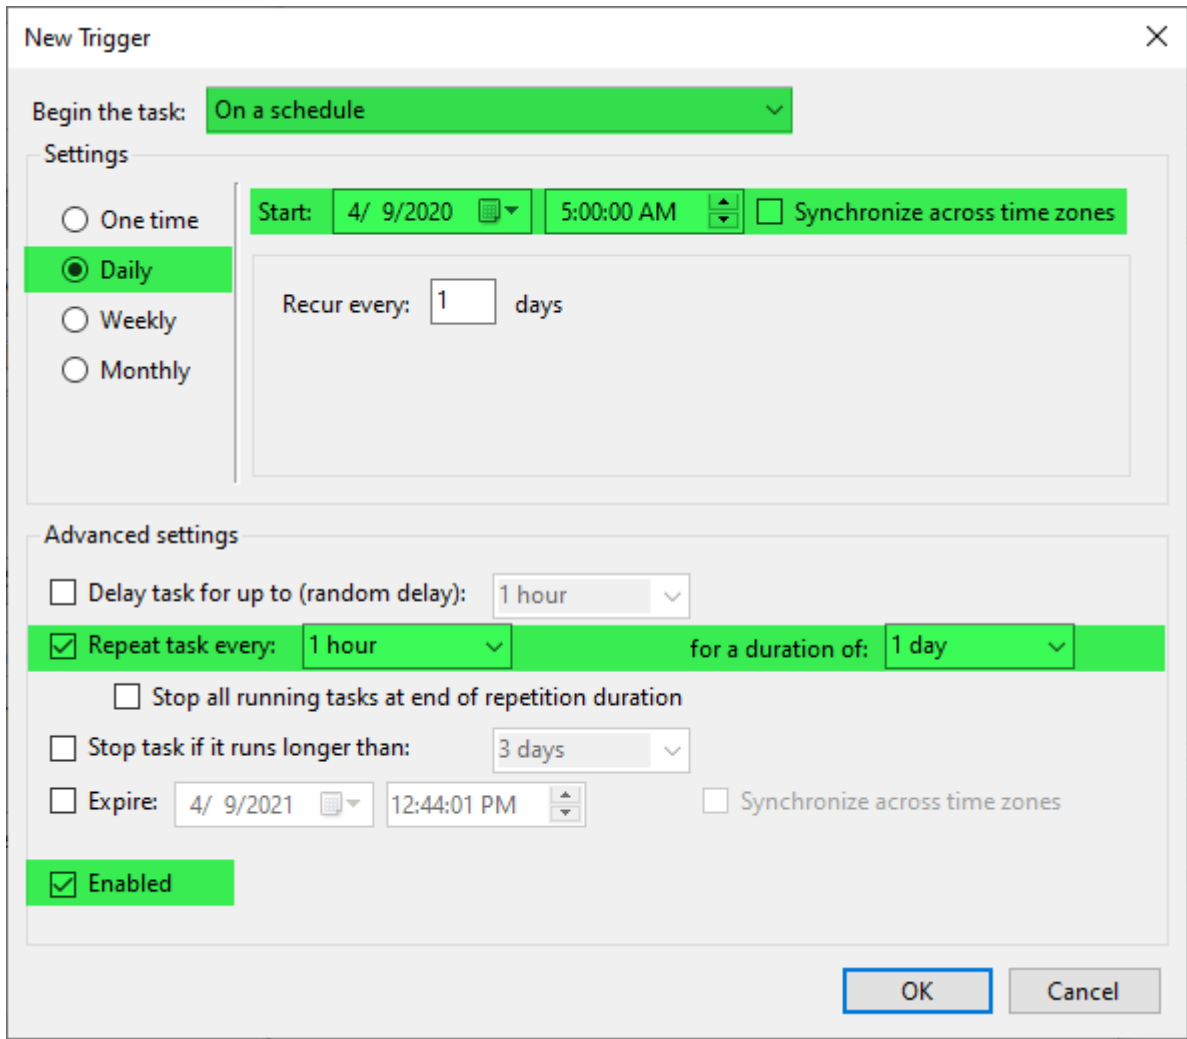 New Trigger
Begin the task: On a schedule
Settings
One time
Start: 4/ 9/2020 5:00:00 AM Synchronize across time zones
Daily
Recur every: 1 days
Weekly
Monthly
Advanced settings
Delay task for up to (random delay): 1 hour
Repeat task every: 1 hour for a duration of: 1 day
Stop all running tasks at end of repetition duration
Stop task if it runs longer than: 3 days
Expire: 4/ 9/2021 12:44:01 PM Synchronize across time zones
Enabled
OK Cancel